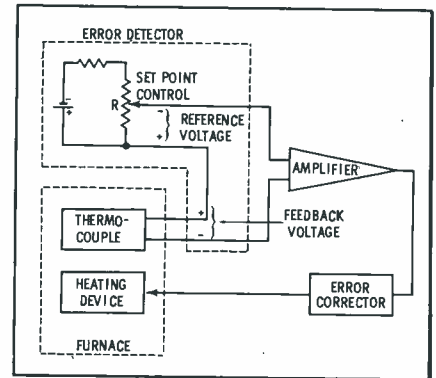 ERROR DETECTOR
SET POINT
CONTROL
R
REFERENCE
VOLTAGE
AMPLIFIER
THERMO-
COUPLE
FEEDBACK
VOLTAGE
HEATING
DEVICE
ERROR
CORRECTOR
FURNACE